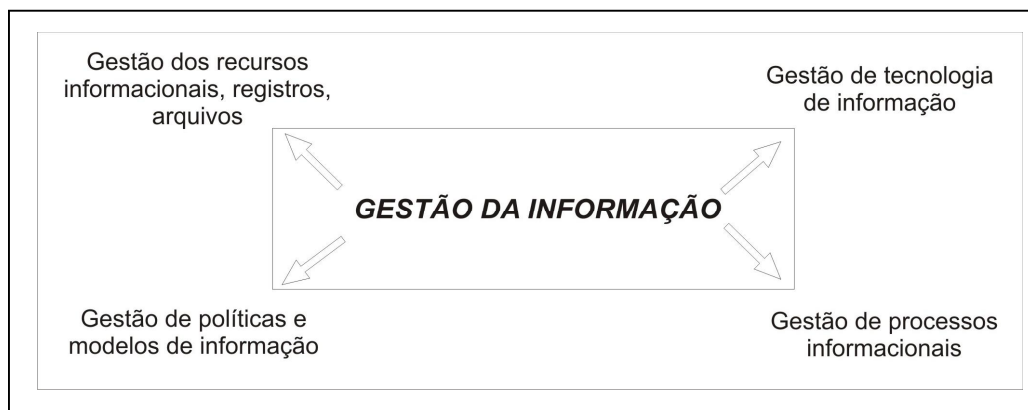 Gestão dos recursos
informacionais, registros,
arquivos
Gestão de tecnologia
de informação
GESTÃO DA INFORMAÇÃO
Gestão de políticas e
modelos de informação
Gestão de processos
informacionais